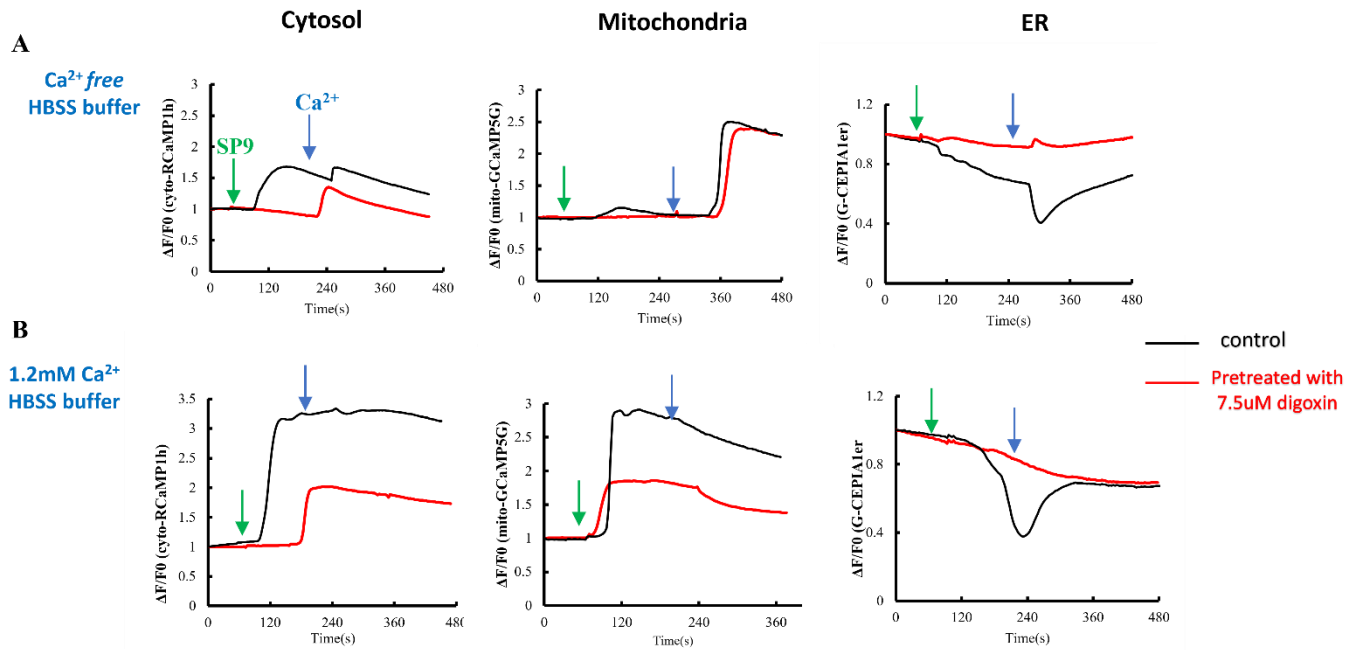 Cytosol
Mitochondria
ER
A
Ca²⁺ free
HBSS buffer
ΔF/F0 (cyto-RCaMP1h)
3
2.5
2
1.5
1
0.5
0
0 120 240 360 480
Time(s)
SP9
Ca²⁺
ΔF/F0 (mito-GCaMP5G)
3
2.5
2
1.5
1
0.5
0
0 120 240 360 480
Time(s)
ΔF/F0 (G-CEPIA1er)
1.2
0.8
0.4
0
0 120 240 360 480
Time(s)
B
1.2mM Ca²⁺
HBSS buffer
ΔF/F0 (cyto-RCaMP1h)
3.5
3
2.5
2
1.5
1
0.5
0
0 120 240 360 480
Time(s)
ΔF/F0 (mito-GCaMP5G)
3
2.5
2
1.5
1
0.5
0
0 120 240 360
Time(s)
ΔF/F0 (G-CEPIA1er)
1.2
0.8
0.4
0
0 120 240 360 480
Time(s)
control
Pretreated with
7.5uM digoxin